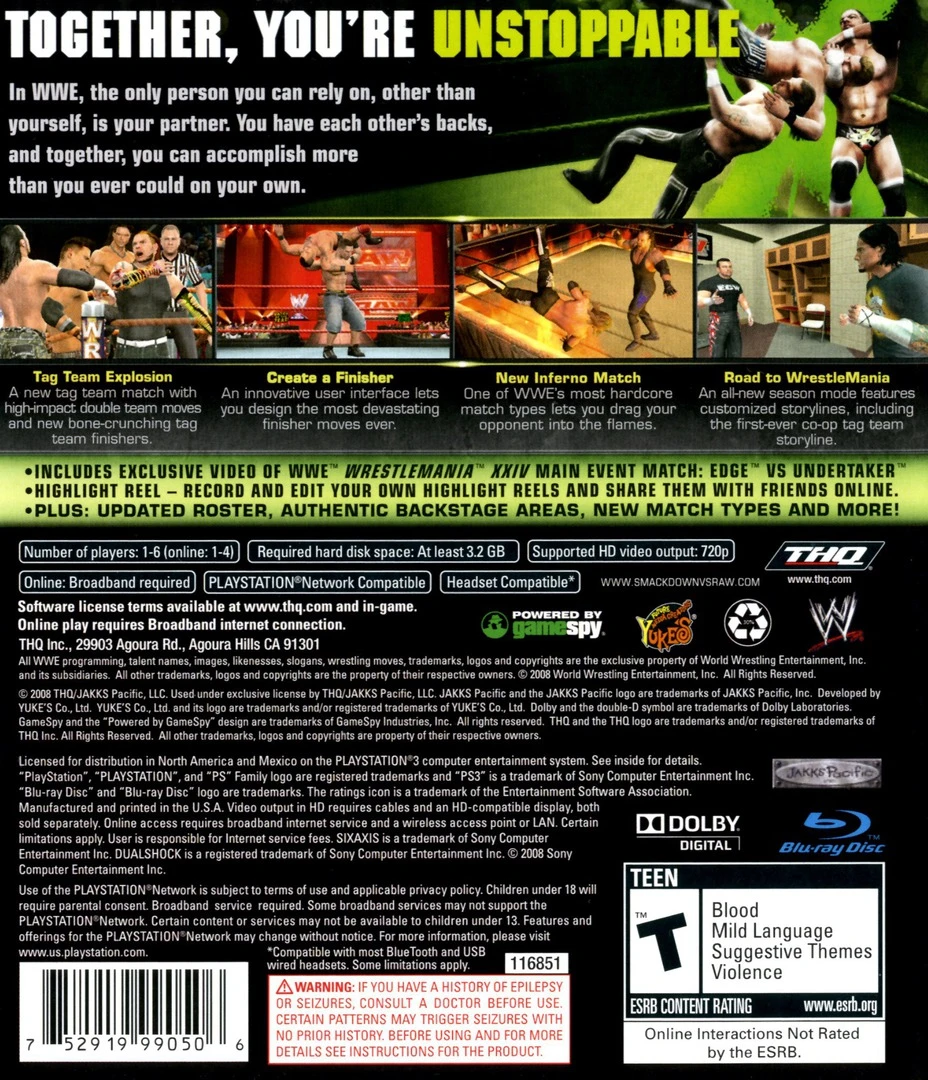 TOGETHER, YOU'RE UNSTOPPABLE
In WWE, the only person you can rely on, other than
yourself, is your partner. You have each other's backs,
and together, you can accomplish more
than you ever could on your own.
Tag Team Explosion
A new tag team match with
high-impact double team moves
and new bone-crunching tag
team finishers.
Create a Finisher
An innovative user interface lets
you design the most devastating
finisher moves ever.
New Inferno Match
One of WWE's most hardcore
match types lets you drag your
opponent into the flames.
Road to WrestleMania
An all-new season mode features
customized storylines, including
the first-ever co-op tag team
storyline.
•INCLUDES EXCLUSIVE VIDEO OF WWE™ WRESTLEMANIA™ XXIV MAIN EVENT MATCH: EDGE™ VS UNDERTAKER™
•HIGHLIGHT REEL – RECORD AND EDIT YOUR OWN HIGHLIGHT REELS AND SHARE THEM WITH FRIENDS ONLINE.
•PLUS: UPDATED ROSTER, AUTHENTIC BACKSTAGE AREAS, NEW MATCH TYPES AND MORE!
Number of players: 1-6 (online: 1-4)
Required hard disk space: At least 3.2 GB
Supported HD video output: 720p
THQ®
Online: Broadband required
PLAYSTATION®Network Compatible
Headset Compatible*
WWW.SMACKDOWNVSRAW.COM
www.thq.com
Software license terms available at www.thq.com and in-game.
Online play requires Broadband internet connection.
THQ Inc., 29903 Agoura Rd., Agoura Hills CA 91301
POWERED BY
gamespy.
YUKE'S
All WWE programming, talent names, images, likenesses, slogans, wrestling moves, trademarks, logos and copyrights are the exclusive property of World Wrestling Entertainment, Inc.
and its subsidiaries. All other trademarks, logos and copyrights are the property of their respective owners. © 2008 World Wrestling Entertainment, Inc. All Rights Reserved.
© 2008 THQ/JAKKS Pacific, LLC. Used under exclusive license by THQ/JAKKS Pacific, LLC. JAKKS Pacific and the JAKKS Pacific logo are trademarks of JAKKS Pacific, Inc. Developed by
YUKE'S Co., Ltd. YUKE'S Co., Ltd. and its logo are trademarks and/or registered trademarks of YUKE'S Co., Ltd. Dolby and the double-D symbol are trademarks of Dolby Laboratories.
GameSpy and the "Powered by GameSpy" design are trademarks of GameSpy Industries, Inc. All rights reserved. THQ and the THQ logo are trademarks and/or registered trademarks of
THQ Inc. All Rights Reserved. All other trademarks, logos and copyrights are property of their respective owners.
Licensed for distribution in North America and Mexico on the PLAYSTATION®3 computer entertainment system. See inside for details.
"PlayStation", "PLAYSTATION", and "PS" Family logo are registered trademarks and "PS3" is a trademark of Sony Computer Entertainment Inc.
"Blu-ray Disc" and "Blu-ray Disc" logo are trademarks. The ratings icon is a trademark of the Entertainment Software Association.
Manufactured and printed in the U.S.A. Video output in HD requires cables and an HD-compatible display, both
sold separately. Online access requires broadband internet service and a wireless access point or LAN. Certain
limitations apply. User is responsible for Internet service fees. SIXAXIS is a trademark of Sony Computer
Entertainment Inc. DUALSHOCK is a registered trademark of Sony Computer Entertainment Inc. © 2008 Sony
Computer Entertainment Inc.
JAKKS Pacific
DOLBY
DIGITAL
Blu-ray Disc™
Use of the PLAYSTATION®Network is subject to terms of use and applicable privacy policy. Children under 18 will
require parental consent. Broadband service required. Some broadband services may not support the
PLAYSTATION®Network. Certain content or services may not be available to children under 13. Features and
offerings for the PLAYSTATION®Network may change without notice. For more information, please visit
www.us.playstation.com.
*Compatible with most BlueTooth and USB
wired headsets. Some limitations apply.
116851
WARNING: IF YOU HAVE A HISTORY OF EPILEPSY
OR SEIZURES, CONSULT A DOCTOR BEFORE USE.
CERTAIN PATTERNS MAY TRIGGER SEIZURES WITH
NO PRIOR HISTORY. BEFORE USING AND FOR MORE
DETAILS SEE INSTRUCTIONS FOR THE PRODUCT.
7 52919 99050 6
TEEN
T™
Blood
Mild Language
Suggestive Themes
Violence
ESRB CONTENT RATING www.esrb.org
Online Interactions Not Rated
by the ESRB.